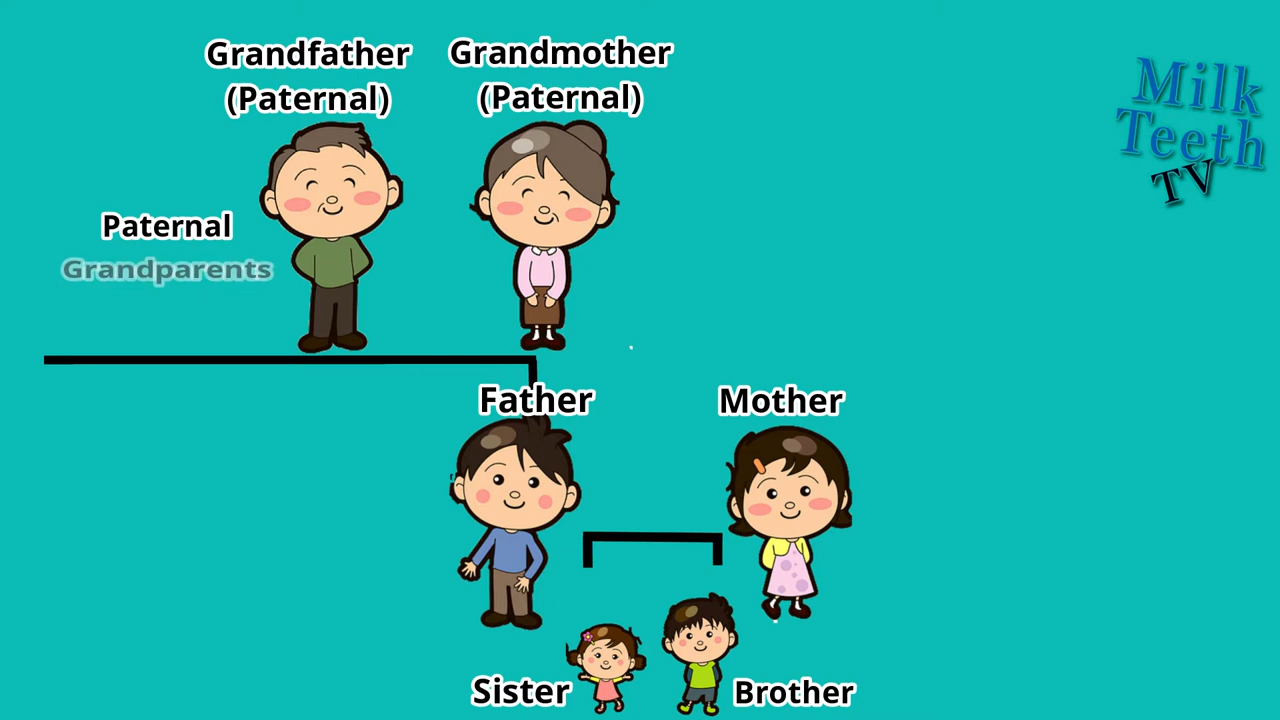 Grandfather
(Paternal)
Grandmother
(Paternal)
Milk
Teeth
TV
Paternal
Grandparents
Father
Mother
Sister
Brother